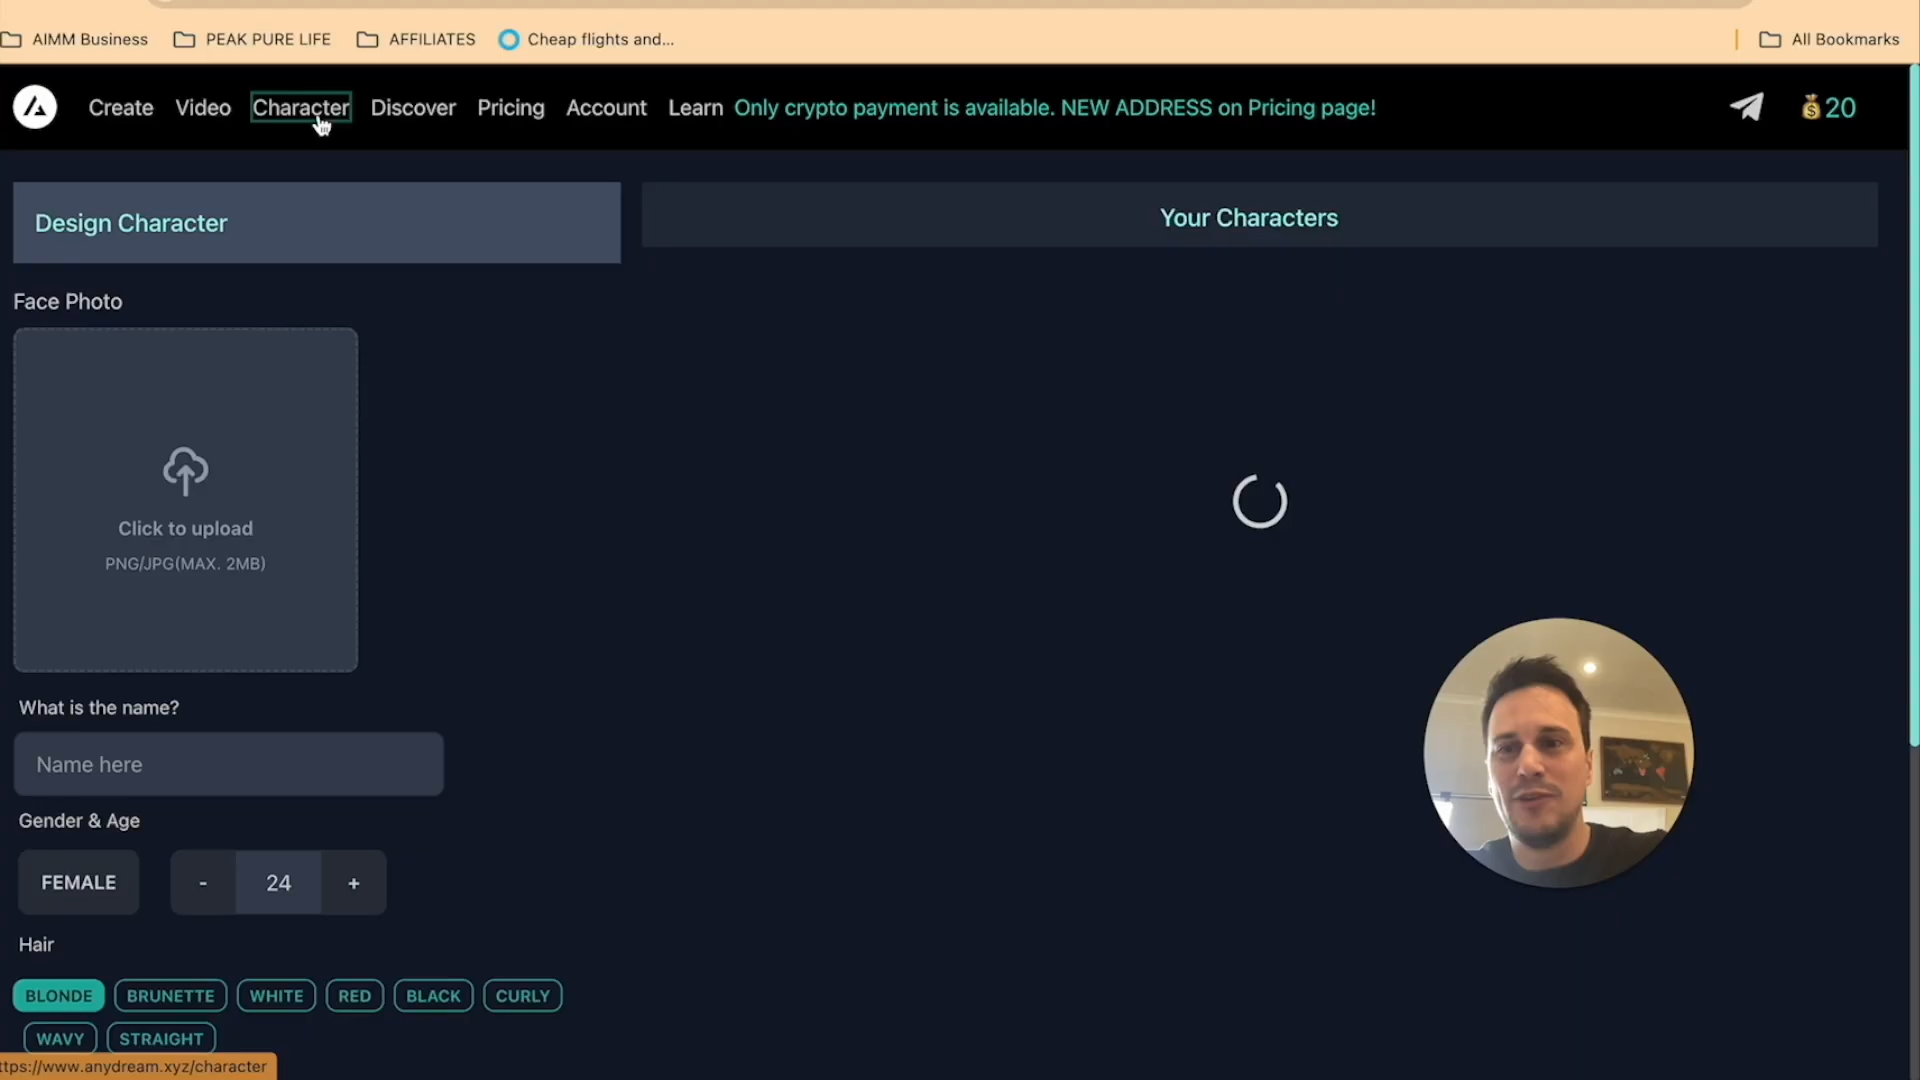 AIMM Business
PEAK PURE LIFE
AFFILIATES
Cheap flights and...
All Bookmarks
Create
Video
Character
Discover
Pricing
Account
Learn
Only crypto payment is available. NEW ADDRESS on Pricing page!
20
Design Character
Your Characters
Face Photo
Click to upload
PNG/JPG(MAX. 2MB)
What is the name?
Name here
Gender & Age
FEMALE
-
24
+
Hair
BLONDE
BRUNETTE
WHITE
RED
BLACK
CURLY
WAVY
STRAIGHT
ttps://www.anydream.xyz/character